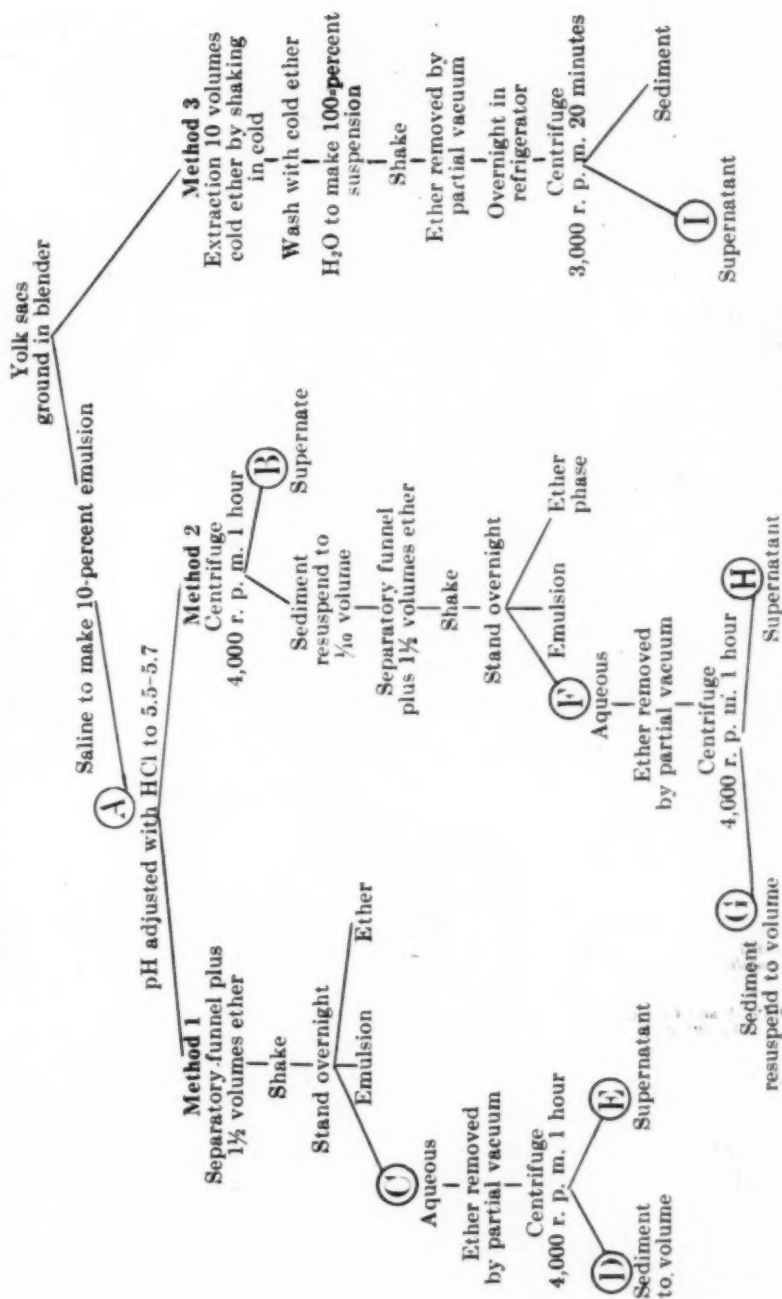 Yolk sacs
ground in blender
Saline to make 10-percent emulsion
A
pH adjusted with HCl to 5.5–5.7
Method 1
Separatory-funnel plus
1½ volumes ether
Shake
Stand overnight
Emulsion
Ether
C
Aqueous
Ether removed
by partial vacuum
Centrifuge
4,000 r. p. m. 1 hour
D
Sediment
to volume
E
Supernatant
Method 2
Centrifuge
4,000 r. p. m. 1 hour
B
Supernate
Sediment
resuspend to
1/10 volume
Separatory funnel
plus 1½ volumes ether
Shake
Stand overnight
Emulsion
Ether
phase
F
Aqueous
Ether removed
by partial vacuum
Centrifuge
4,000 r. p. m. 1 hour
G
Sediment
resuspend to volume
H
Supernatant
Method 3
Extraction 10 volumes
cold ether by shaking
in cold
Wash with cold ether
H₂O to make 100-percent
suspension
Shake
Ether removed by
partial vacuum
Overnight in
refrigerator
Centrifuge
3,000 r. p. m. 20 minutes
Sediment
I
Supernatant